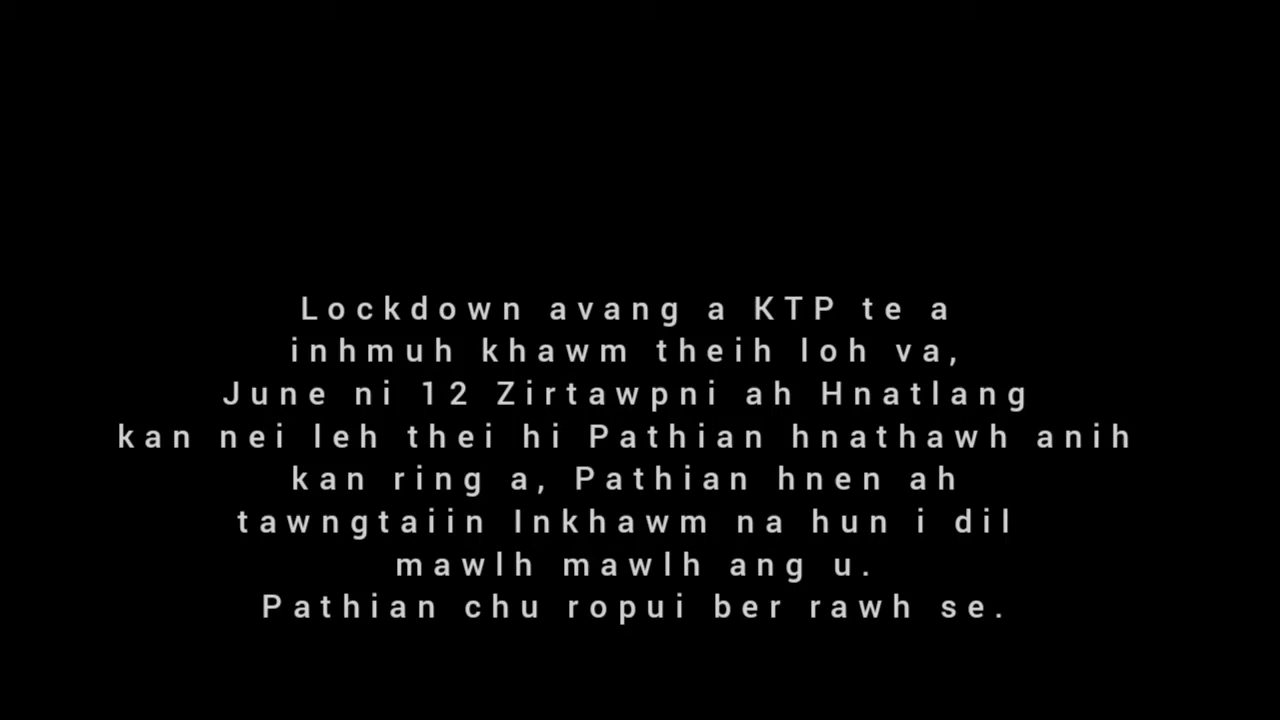 Lockdown avang a KTP te a
inhmuh khawm theih loh va,
June ni 12 Zirtawpni ah Hnatlang
kan nei leh thei hi Pathian hnathawh anih
kan ring a, Pathian hnen ah
tawngtaiin Inkhawm na hun i dil
mawlh mawlh ang u.
Pathian chu ropui ber rawh se.